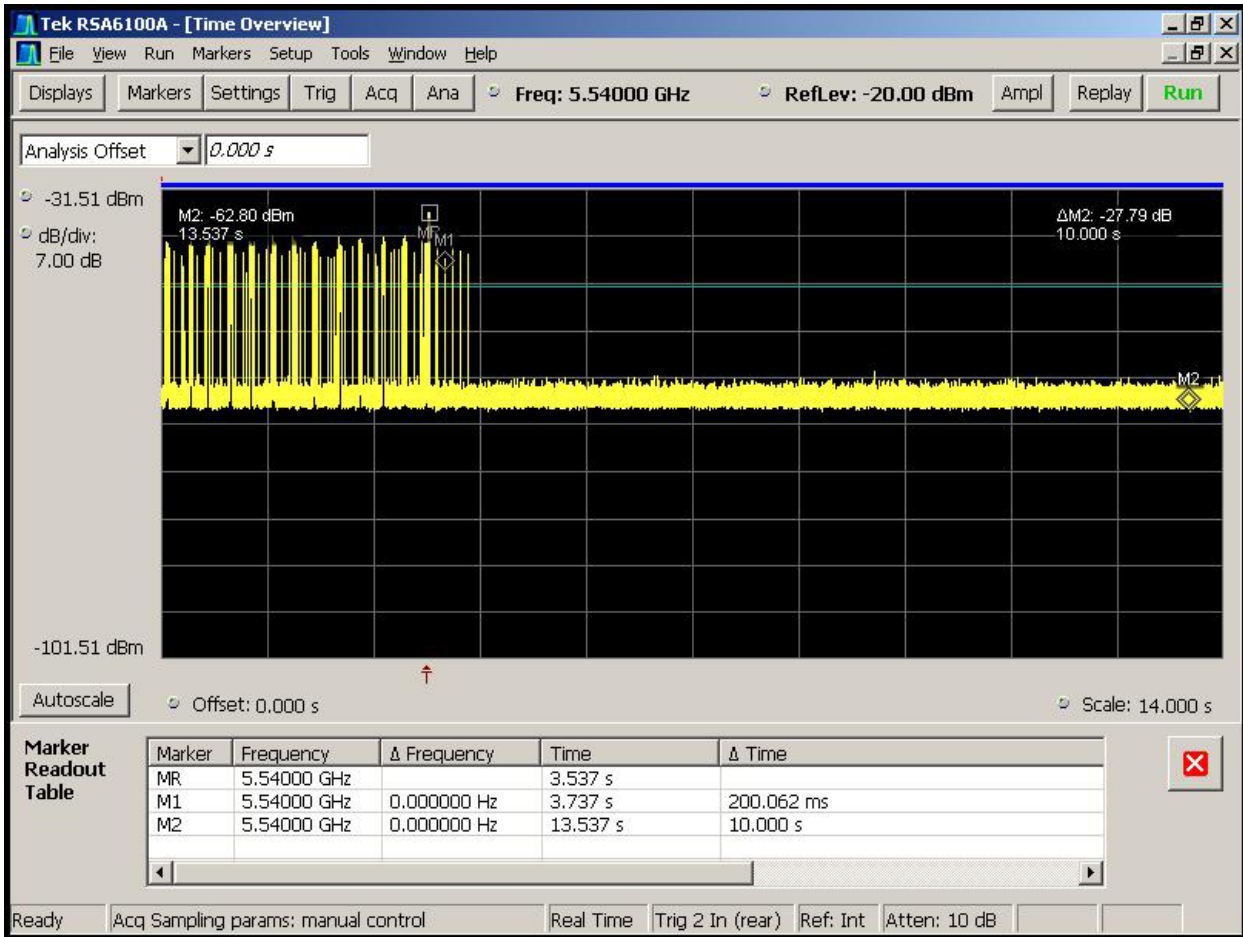 Tek RSA6100A - [Time Overview]
File View Run Markers Setup Tools Window Help
Displays Markers Settings Trig Acq Ana Freq: 5.54000 GHz RefLev: -20.00 dBm Ampl Replay Run
Analysis Offset 0.000 s
-31.51 dBm
dB/div:
7.00 dB
-101.51 dBm
M2: -62.80 dBm
13.537 s
MR
M1
ΔM2: -27.79 dB
10.000 s
M2
Autoscale Offset: 0.000 s Scale: 14.000 s
Marker
Readout
Table
Marker Frequency Δ Frequency Time Δ Time
MR 5.54000 GHz 3.537 s
M1 5.54000 GHz 0.000000 Hz 3.737 s 200.062 ms
M2 5.54000 GHz 0.000000 Hz 13.537 s 10.000 s
Ready Acq Sampling params: manual control Real Time Trig 2 In (rear) Ref: Int Atten: 10 dB